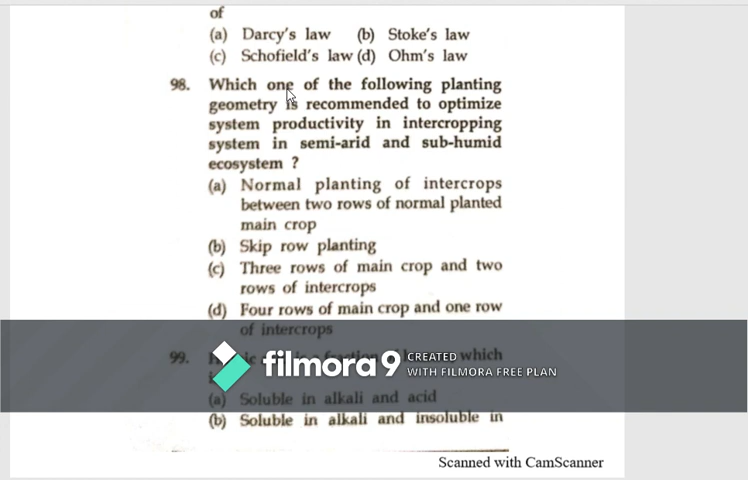 of
(a) Darcy's law (b) Stoke's law
(c) Schofield's law (d) Ohm's law
98. Which one of the following planting
geometry is recommended to optimize
system productivity in intercropping
system in semi-arid and sub-humid
ecosystem ?
(a) Normal planting of intercrops
between two rows of normal planted
main crop
(b) Skip row planting
(c) Three rows of main crop and two
rows of intercrops
(d) Four rows of main crop and one row
of intercrops
99. which
filmora9 CREATED
WITH FILMORA FREE PLAN
(a) Soluble in alkali and acid
(b) Soluble in alkali and insoluble in
Scanned with CamScanner